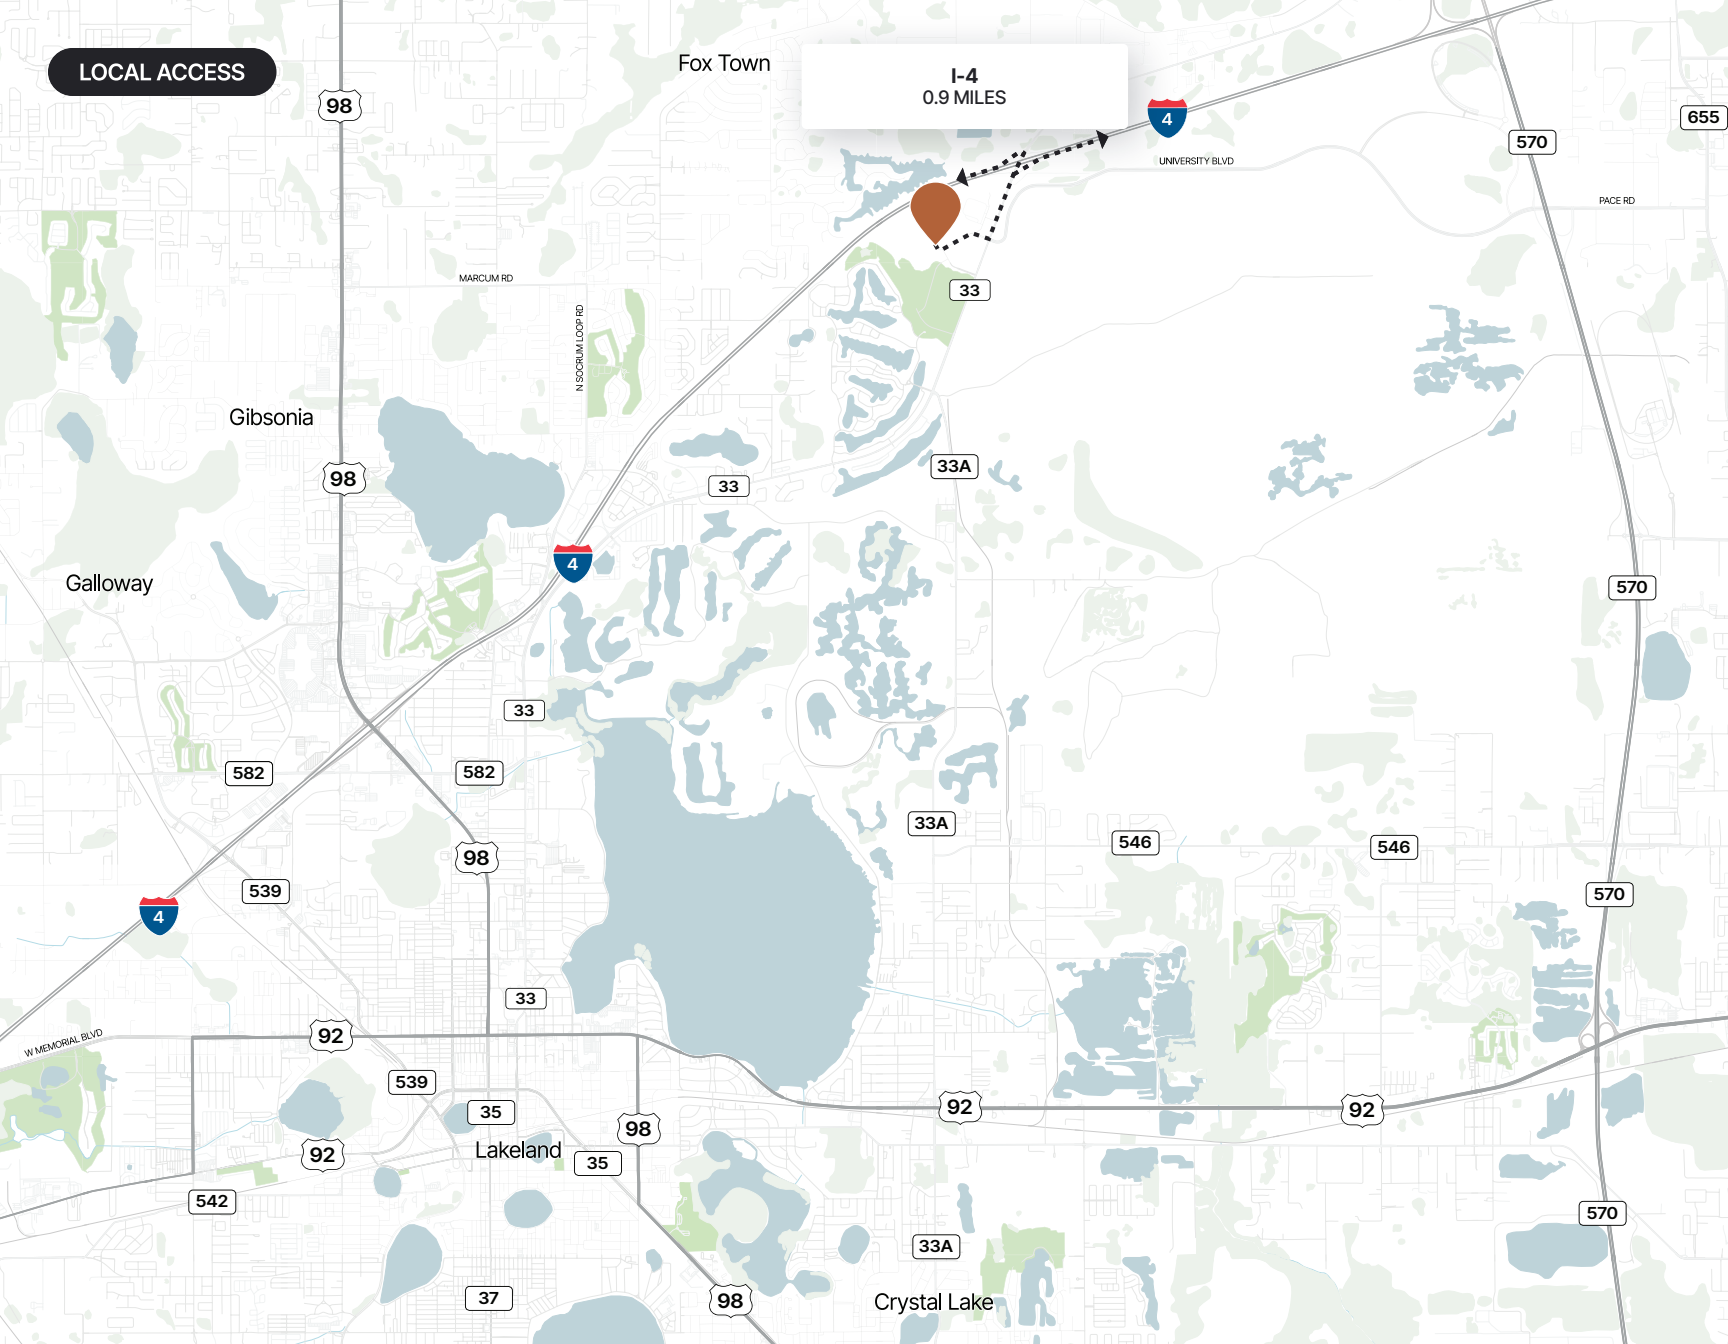 LOCAL ACCESS
Fox Town
I-4
0.9 MILES
98
4
655
570
UNIVERSITY BLVD
PACE RD
MARCUM RD
33
N SOCRUM LOOP RD
Gibsonia
98
33A
33
4
Galloway
570
33
582
582
33A
546
546
98
539
570
4
33
W MEMORIAL BLVD
92
539
35
92
92
98
Lakeland
92
35
542
570
33A
37
98
Crystal Lake